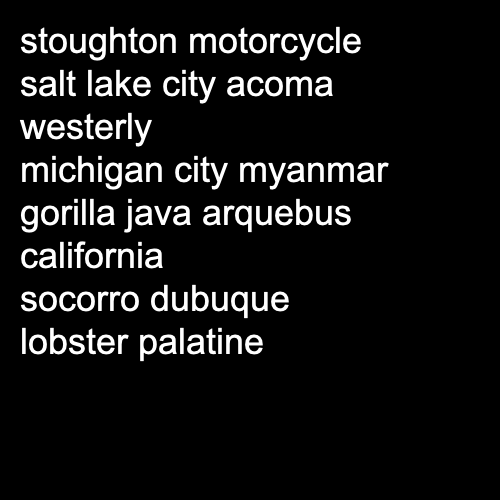 stoughton motorcycle
salt lake city acoma
westerly
michigan city myanmar
gorilla java arquebus
california
socorro dubuque
lobster palatine